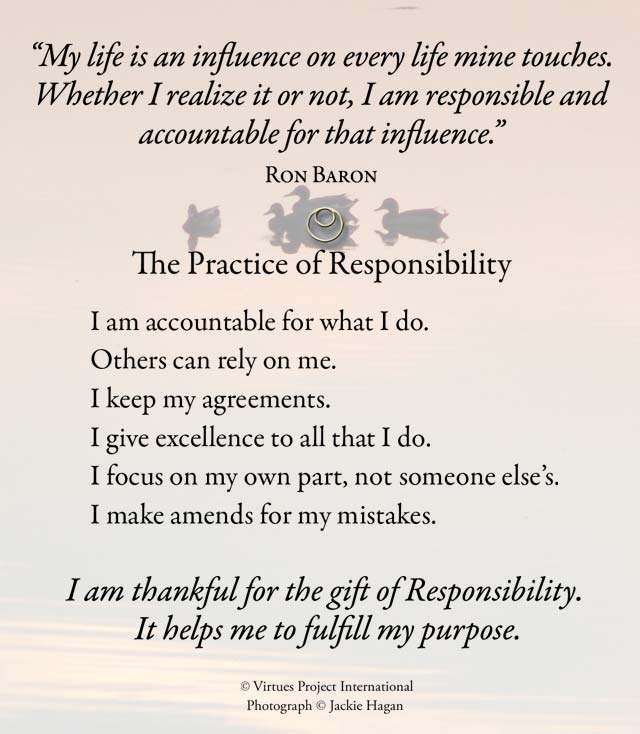 “My life is an influence on every life mine touches.
Whether I realize it or not, I am responsible and
accountable for that influence.”
Ron Baron
The Practice of Responsibility
I am accountable for what I do.
Others can rely on me.
I keep my agreements.
I give excellence to all that I do.
I focus on my own part, not someone else’s.
I make amends for my mistakes.
I am thankful for the gift of Responsibility.
It helps me to fulfill my purpose.
© Virtues Project International
Photograph © Jackie Hagan